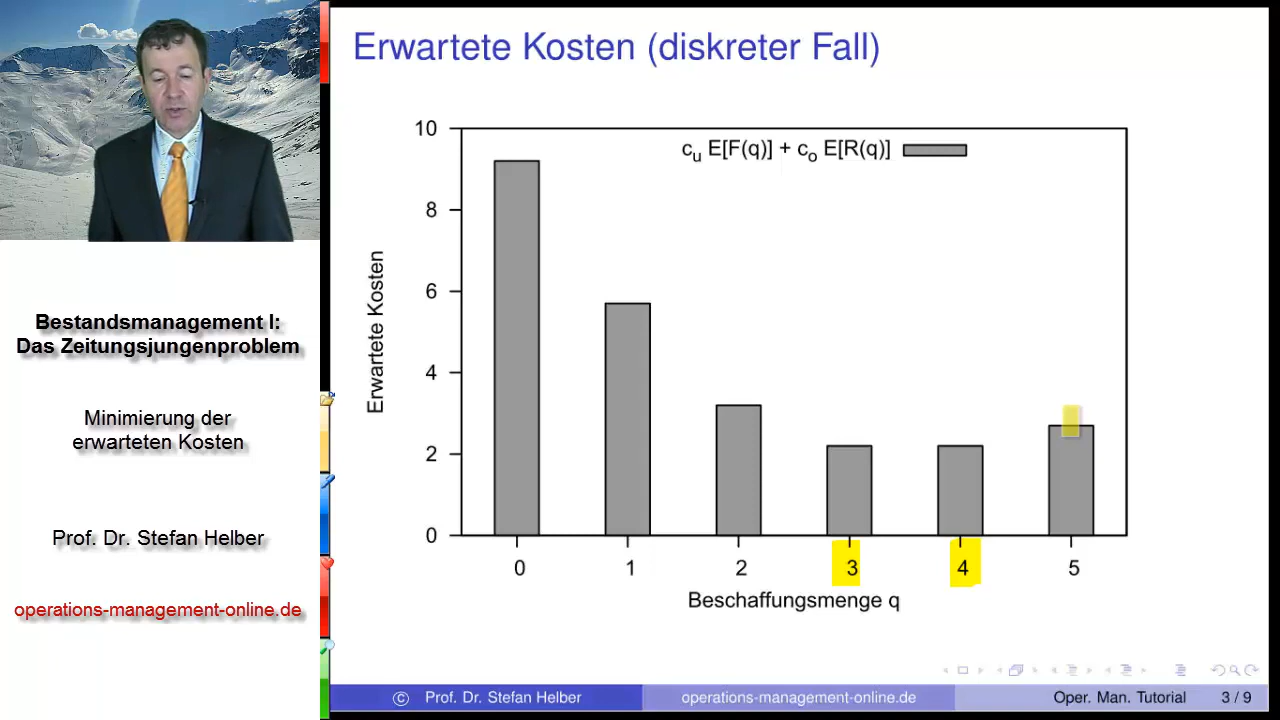 Bestandsmanagement I:
Das Zeitungsjungenproblem
Minimierung der
erwarteten Kosten
Prof. Dr. Stefan Helber
operations-management-online.de
Erwartete Kosten (diskreter Fall)
cu E[F(q)] + co E[R(q)]
Erwartete Kosten
10
8
6
4
2
0
0 1 2 3 4 5
Beschaffungsmenge q
© Prof. Dr. Stefan Helber operations-management-online.de Oper. Man. Tutorial 3 / 9